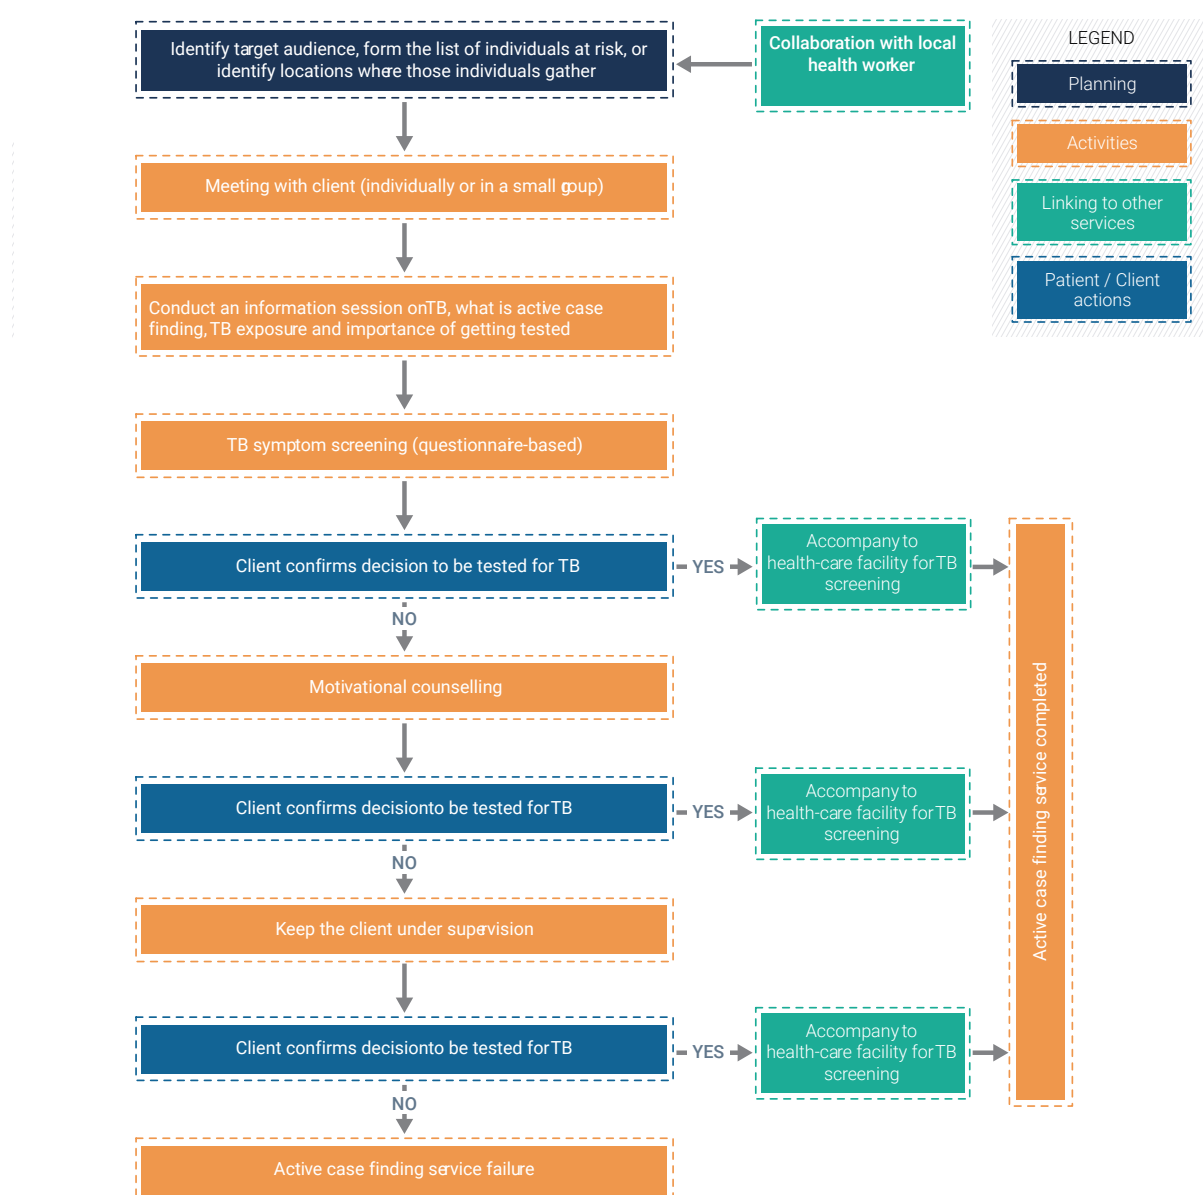 Identify target audience, form the list of individuals at risk, or
identify locations where those individuals gather
Collaboration with local
health worker
LEGEND
Planning
Activities
Linking to other
services
Patient / Client
actions
Meeting with client (individually or in a small goup)
Conduct an information session onTB, what is active case
finding, TB exposure and importance of getting tested
TB symptom screening (questionnaire-based)
Client confirms decision to be tested for TB
YES
Accompany to
health-care facility for TB
screening
NO
Motivational counselling
Client confirms decisionto be tested for TB
YES
Accompany to
health-care facility for TB
screening
NO
Keep the client under supervision
Client confirms decisionto be tested for TB
YES
Accompany to
health-care facility for TB
screening
NO
Active case finding service failure
Active case finding service completed